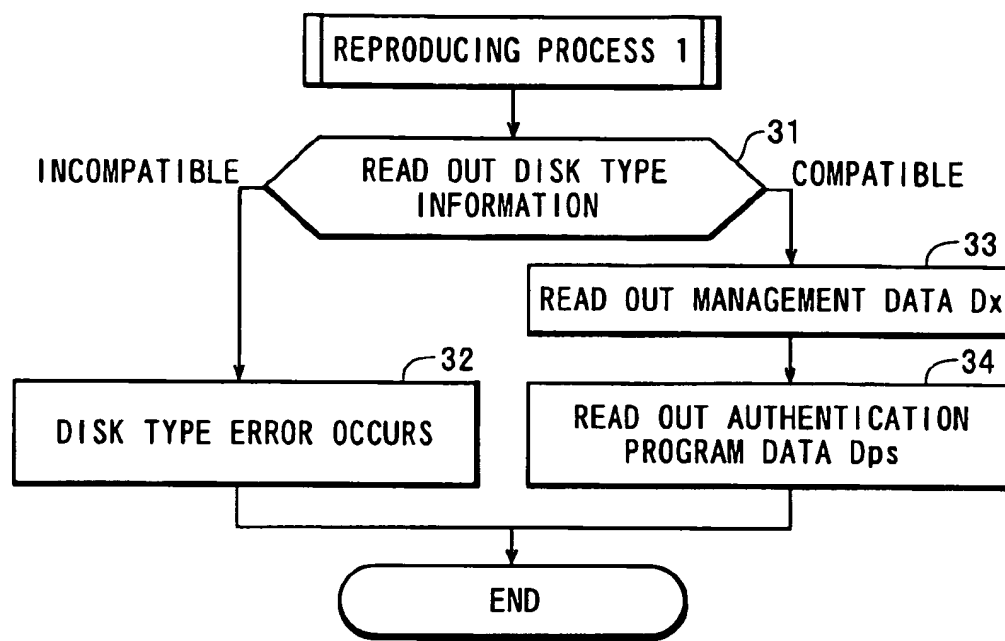 REPRODUCING PROCESS 1
31
INCOMPATIBLE
READ OUT DISK TYPE
INFORMATION
COMPATIBLE
33
READ OUT MANAGEMENT DATA Dx
32
DISK TYPE ERROR OCCURS
34
READ OUT AUTHENTICATION
PROGRAM DATA Dps
END